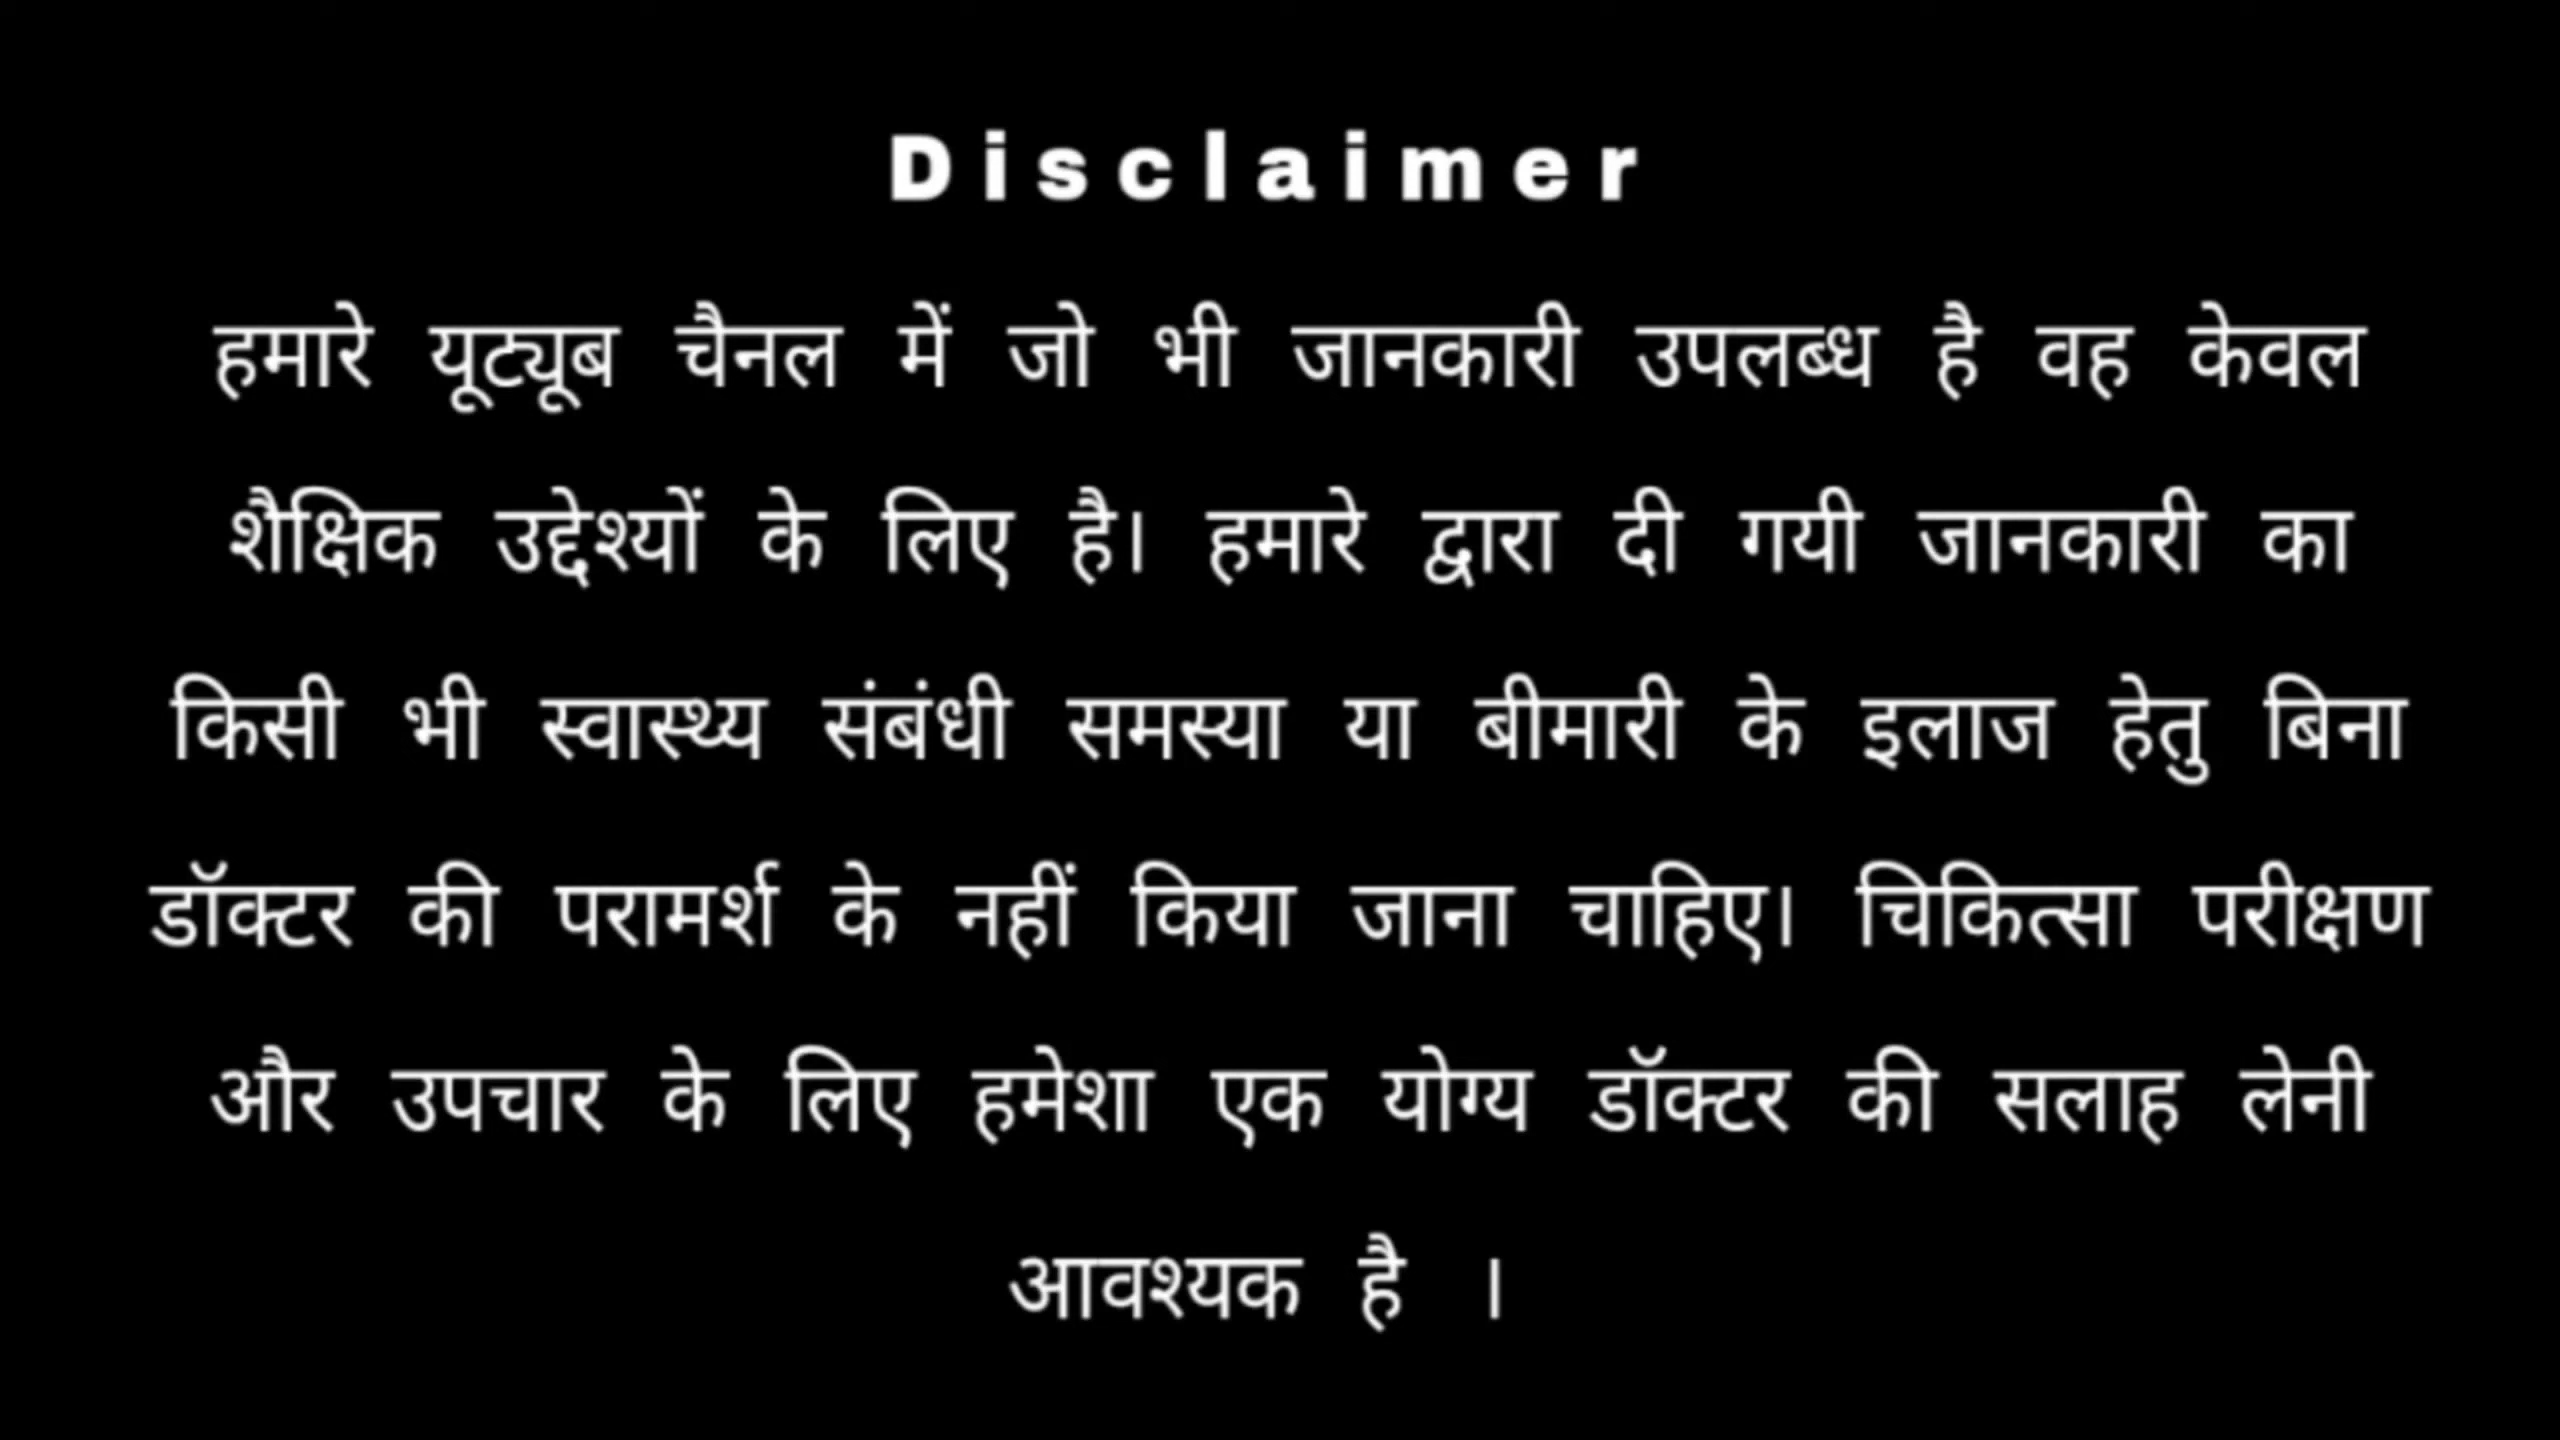 Disclaimer
हमारे यूट्यूब चैनल में जो भी जानकारी उपलब्ध है वह केवल
शैक्षिक उद्देश्यों के लिए है। हमारे द्वारा दी गयी जानकारी का
किसी भी स्वास्थ्य संबंधी समस्या या बीमारी के इलाज हेतु बिना
डॉक्टर की परामर्श के नहीं किया जाना चाहिए। चिकित्सा परीक्षण
और उपचार के लिए हमेशा एक योग्य डॉक्टर की सलाह लेनी
आवश्यक है ।